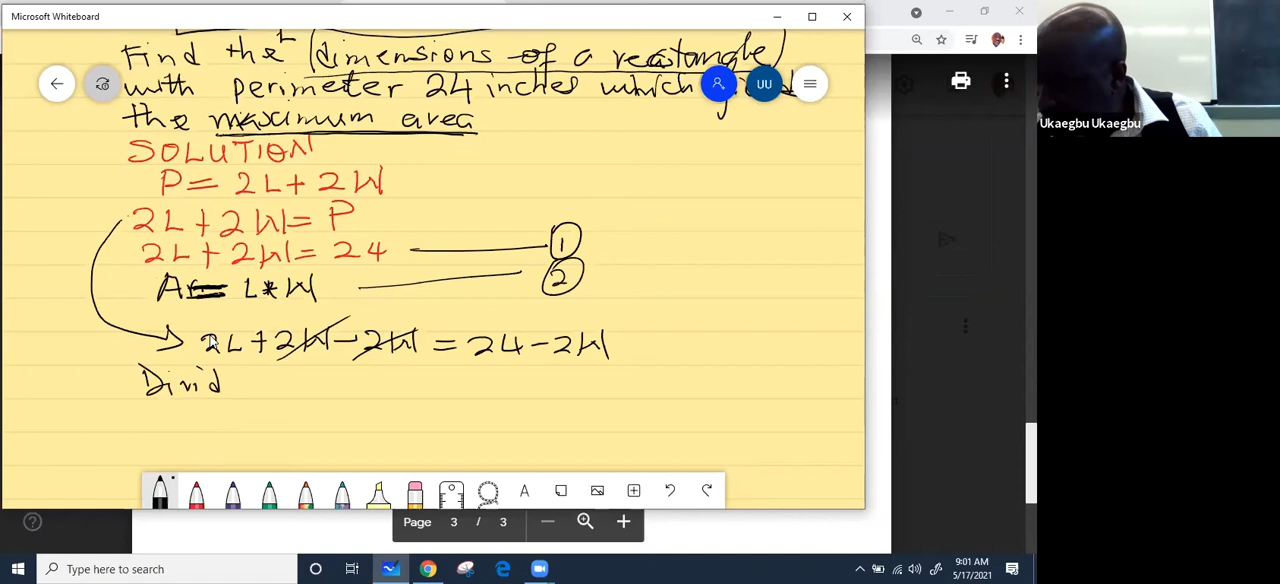 Microsoft Whiteboard
Find the (dimensions of a rectangle)
with perimeter 24 inches which
the maximum area
UU
SOLUTION
P = 2L + 2W
2L + 2W = P
2L + 2W = 24 ① 
A = L * W ②
2L + 2W - 2W = 24 - 2W
Divid
A
Page 3 / 3
Type here to search
9:01 AM
5/17/2021
Ukaegbu Ukaegbu